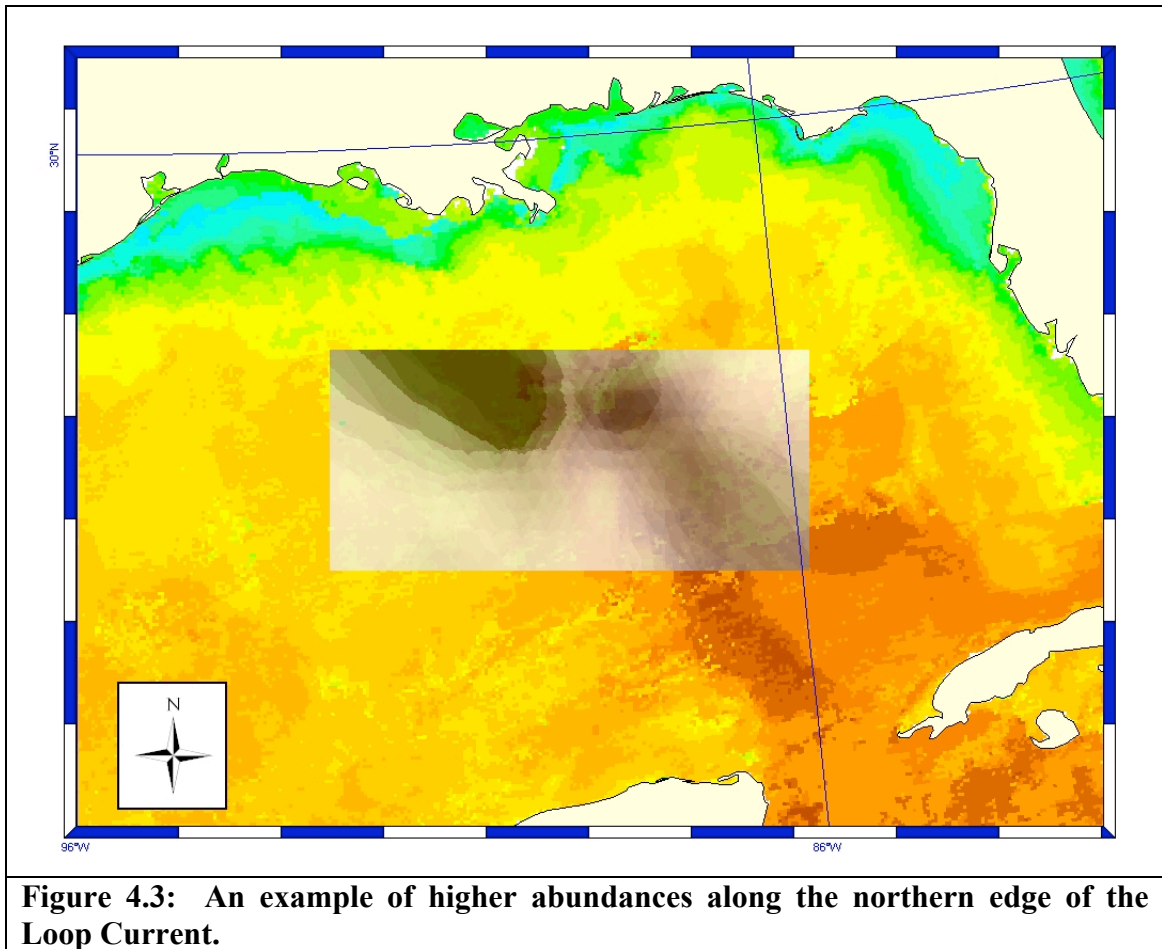 30°N
N
96°W
86°W
Figure 4.3: An example of higher abundances along the northern edge of the
Loop Current.